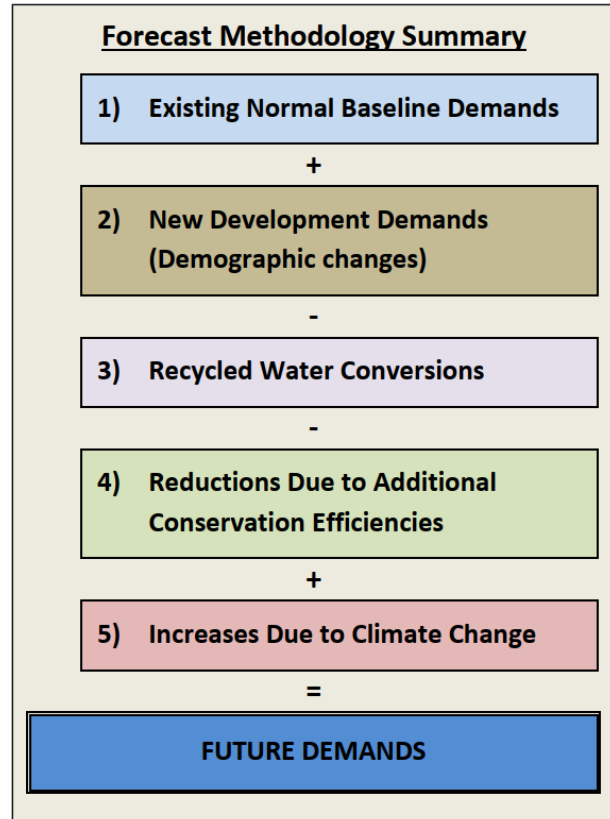 Forecast Methodology Summary
1) Existing Normal Baseline Demands
+
2) New Development Demands
(Demographic changes)
-
3) Recycled Water Conversions
-
4) Reductions Due to Additional
Conservation Efficiencies
+
5) Increases Due to Climate Change
=
FUTURE DEMANDS